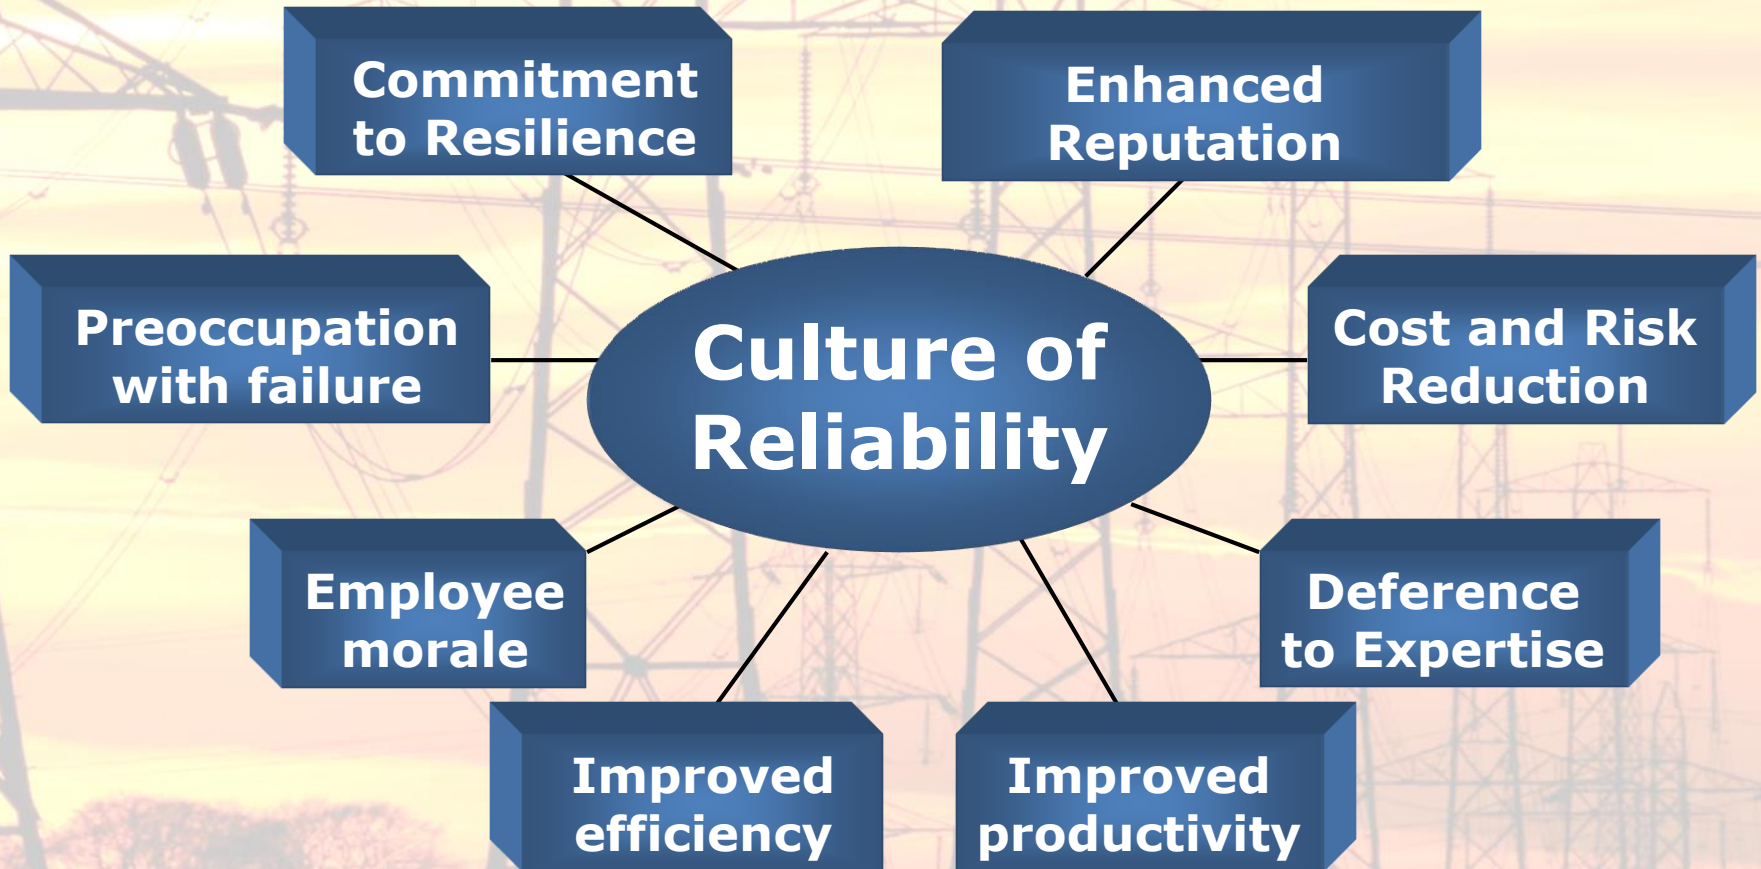 Commitment
to Resilience
Enhanced
Reputation
Preoccupation
with failure
Culture of
Reliability
Cost and Risk
Reduction
Employee
morale
Deference
to Expertise
Improved
efficiency
Improved
productivity